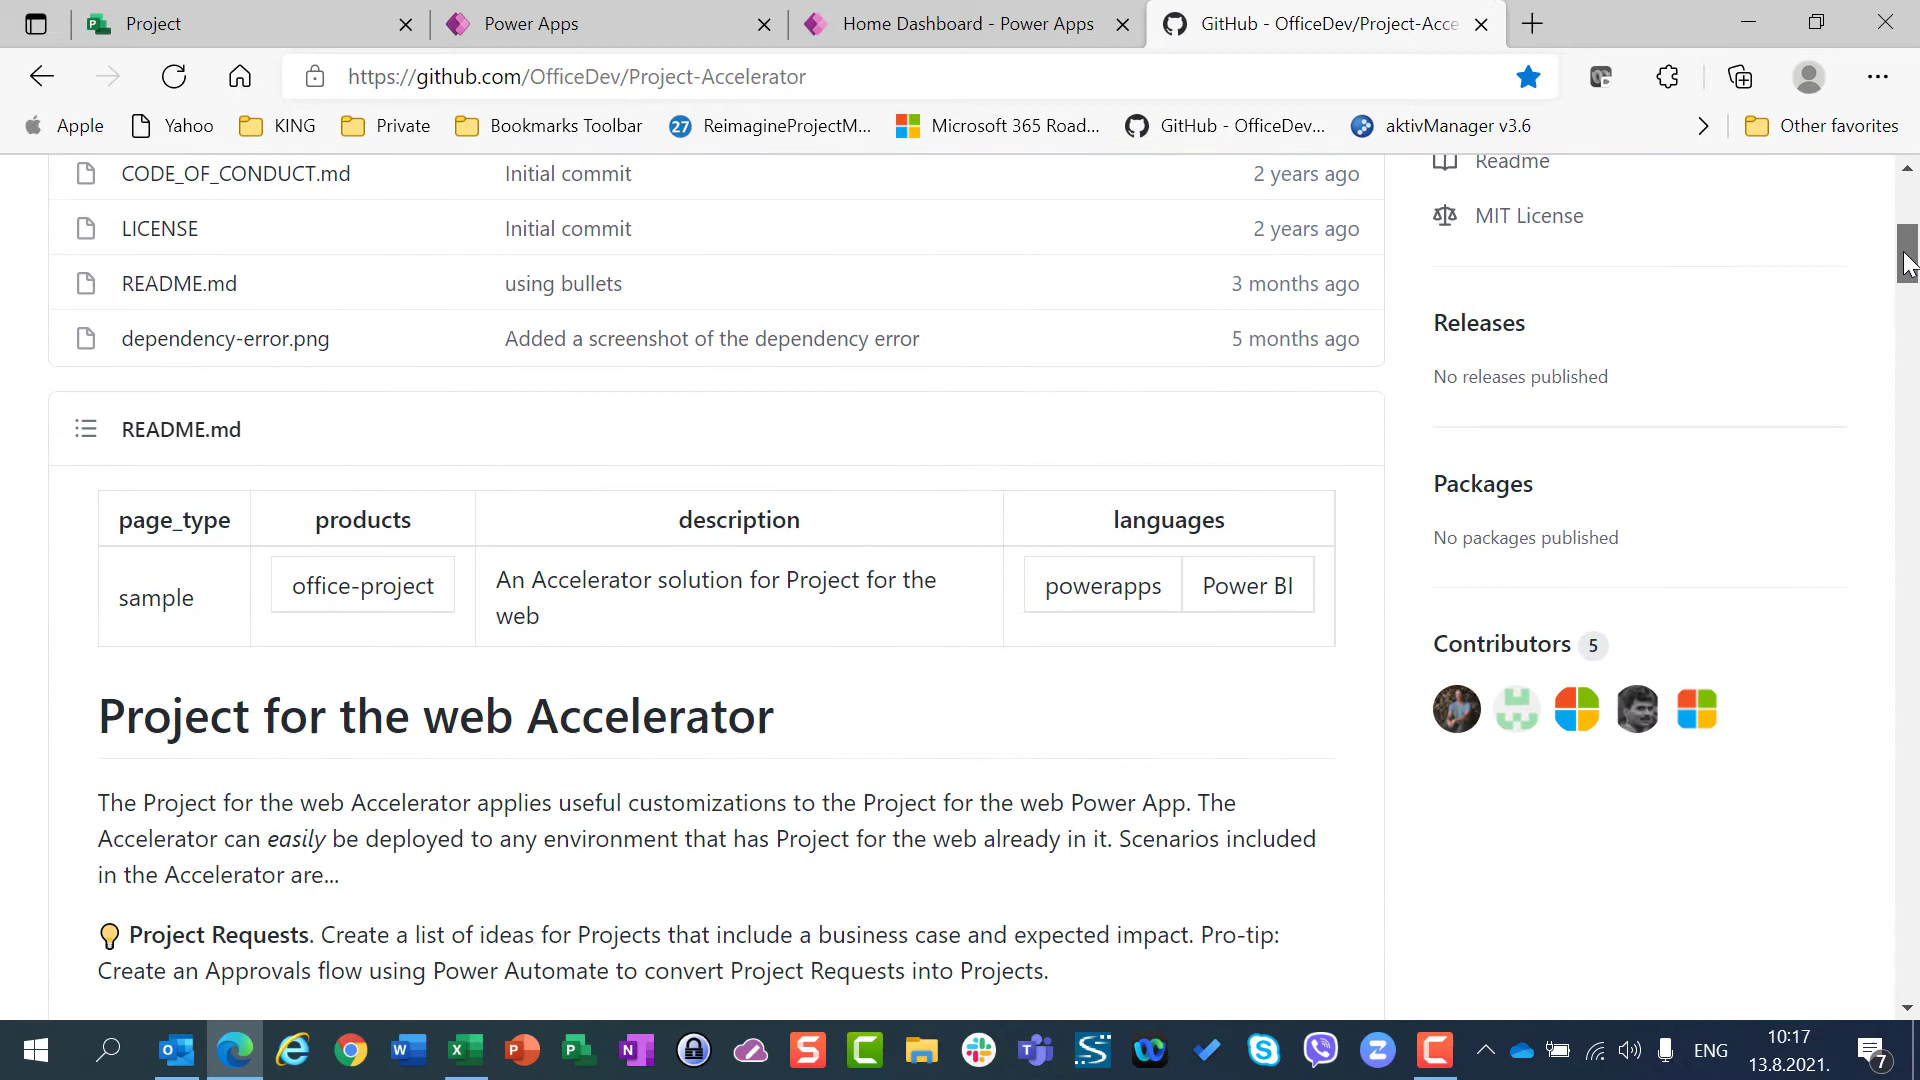 Project
Power Apps
Home Dashboard - Power Apps
GitHub - OfficeDev/Project-Acce
https://github.com/OfficeDev/Project-Accelerator
Apple
Yahoo
KING
Private
Bookmarks Toolbar
27
ReimagineProjectM...
Microsoft 365 Road...
GitHub - OfficeDev...
aktivManager v3.6
Other favorites
CODE_OF_CONDUCT.md Initial commit 2 years ago
LICENSE Initial commit 2 years ago
README.md using bullets 3 months ago
dependency-error.png Added a screenshot of the dependency error 5 months ago
README.md
page_type products description languages
sample office-project An Accelerator solution for Project for the powerapps Power BI
web
Project for the web Accelerator
The Project for the web Accelerator applies useful customizations to the Project for the web Power App. The
Accelerator can easily be deployed to any environment that has Project for the web already in it. Scenarios included
in the Accelerator are...
Project Requests. Create a list of ideas for Projects that include a business case and expected impact. Pro-tip:
Create an Approvals flow using Power Automate to convert Project Requests into Projects.
Readme
MIT License
Releases
No releases published
Packages
No packages published
Contributors 5
ENG
10:17
13.8.2021.
7